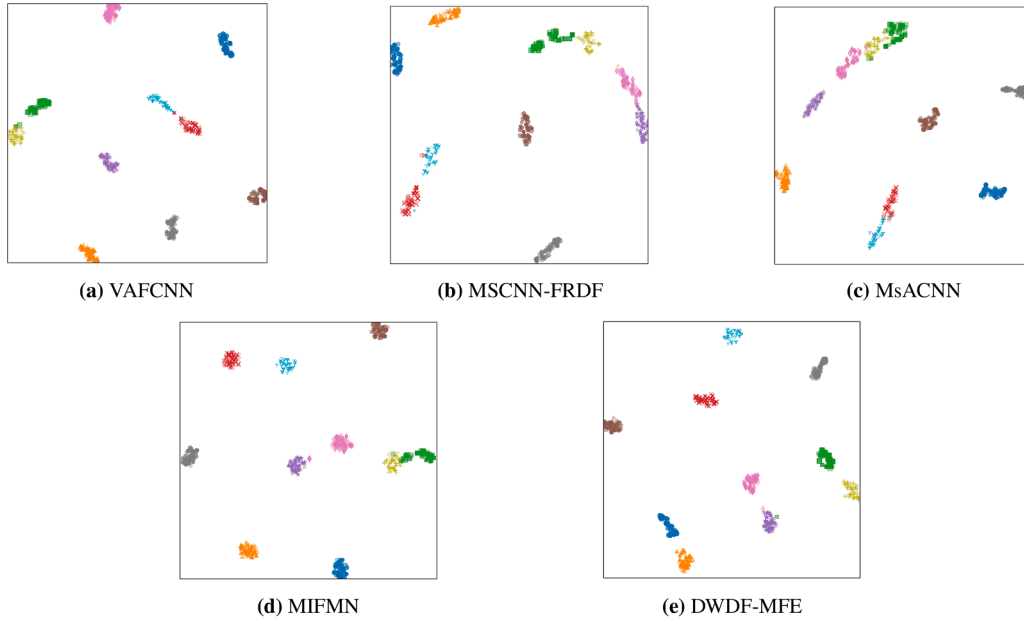 (a) VAFCNN
(b) MSCNN-FRDF
(c) MsACNN
(d) MIFMN
(e) DWDF-MFE